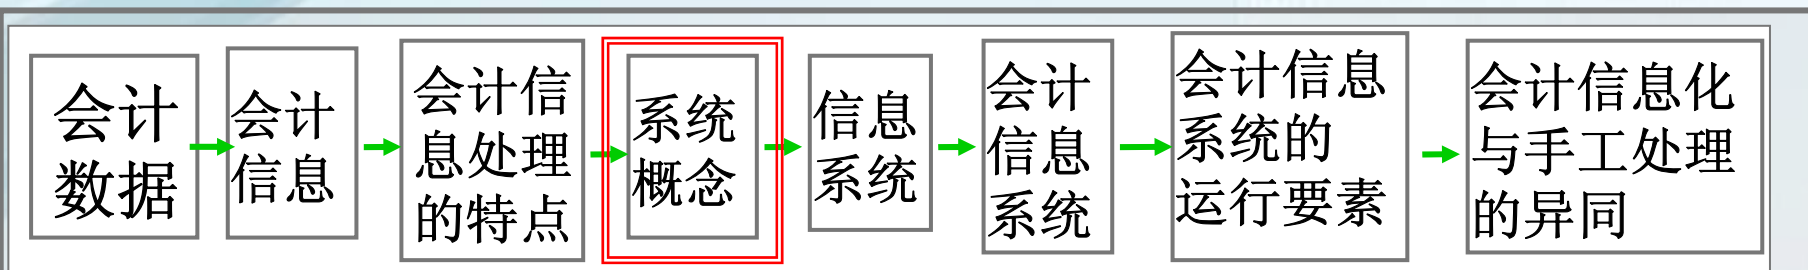 会计
数据
会计
信息
会计信
息处理
的特点
系统
概念
信息
系统
会计
信息
系统
会计信息
系统的
运行要素
会计信息化
与手工处理
的异同